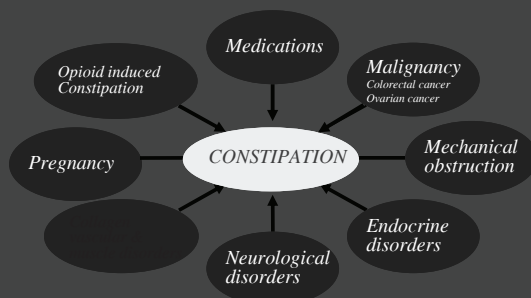 Medications
Opioid induced
Constipation
Malignancy
Colorectal cancer
Ovarian cancer
CONSTIPATION
Pregnancy
Mechanical
obstruction
Endocrine
disorders
Neurological
disorders